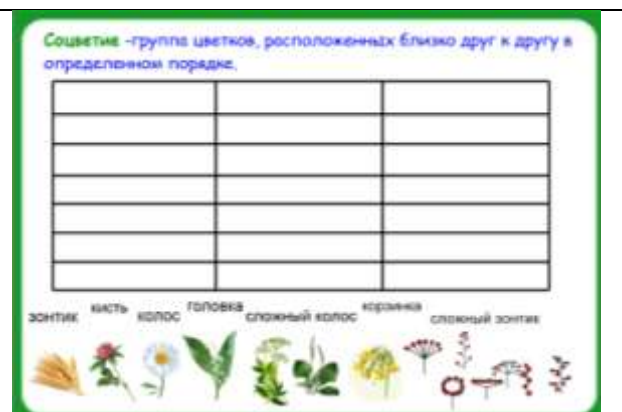 Соцветие -группа цветков, расположенных близко друг к другу в
определенном порядке.
зонтик кисть колос головка сложный колос корзинка сложный зонтик